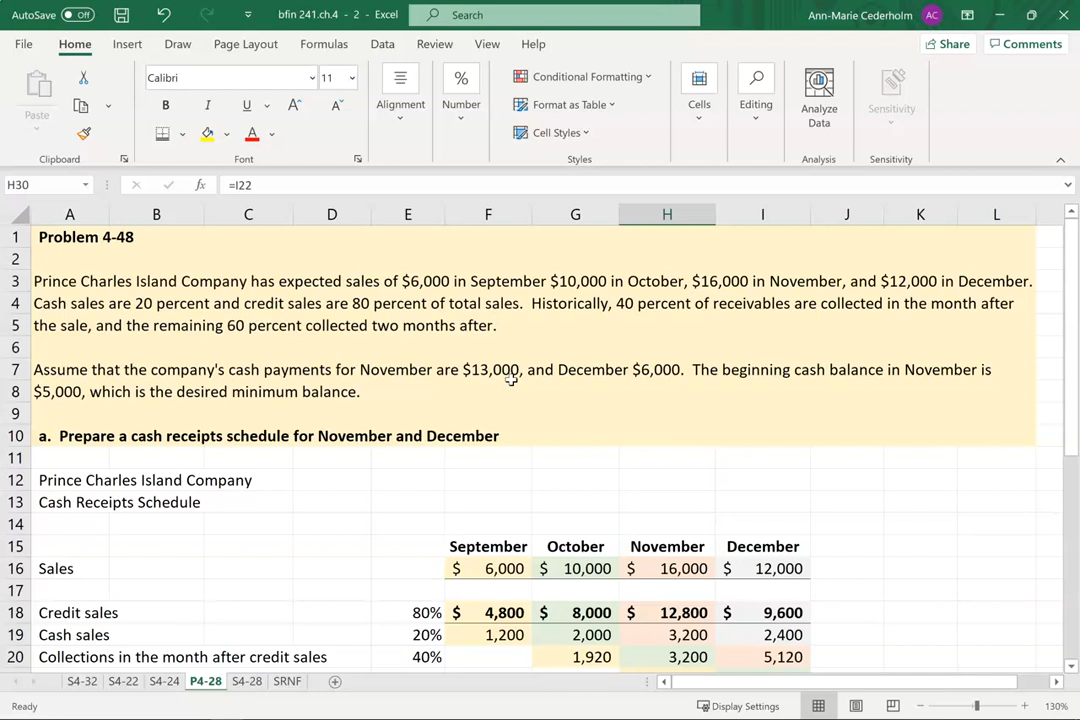 AutoSave Off bfin 241.ch.4 - 2 - Excel Search Ann-Marie Cederholm AC
File Home Insert Draw Page Layout Formulas Data Review View Help Share Comments
Calibri 11 Conditional Formatting
Paste B I U A A Alignment Number Format as Table Cells Editing Analyze Data Sensitivity
Cell Styles
Clipboard Font Styles Analysis Sensitivity
H30 fx =I22
A B C D E F G H I J K L
1 Problem 4-48
2
3 Prince Charles Island Company has expected sales of $6,000 in September $10,000 in October, $16,000 in November, and $12,000 in December.
4 Cash sales are 20 percent and credit sales are 80 percent of total sales. Historically, 40 percent of receivables are collected in the month after
5 the sale, and the remaining 60 percent collected two months after.
6
7 Assume that the company's cash payments for November are $13,000, and December $6,000. The beginning cash balance in November is
8 $5,000, which is the desired minimum balance.
9
10 a. Prepare a cash receipts schedule for November and December
11
12 Prince Charles Island Company
13 Cash Receipts Schedule
14
15 September October November December
16 Sales $ 6,000 $ 10,000 $ 16,000 $ 12,000
17
18 Credit sales 80% $ 4,800 $ 8,000 $ 12,800 $ 9,600
19 Cash sales 20% 1,200 2,000 3,200 2,400
20 Collections in the month after credit sales 40% 1,920 3,200 5,120
S4-32 S4-22 S4-24 P4-28 S4-28 SRNF
Ready Display Settings 130%